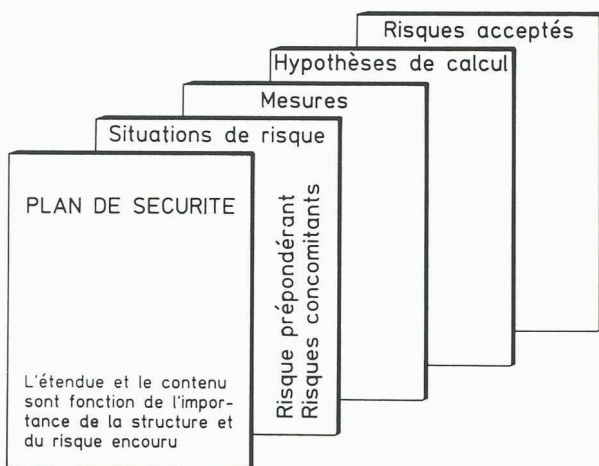 Risques acceptés
Hypothèses de calcul
Mesures
Situations de risque
PLAN DE SECURITE
Risque prépondérant
Risques concomitants
L'étendue et le contenu
sont fonction de l'impor-
tance de la structure et
du risque encouru